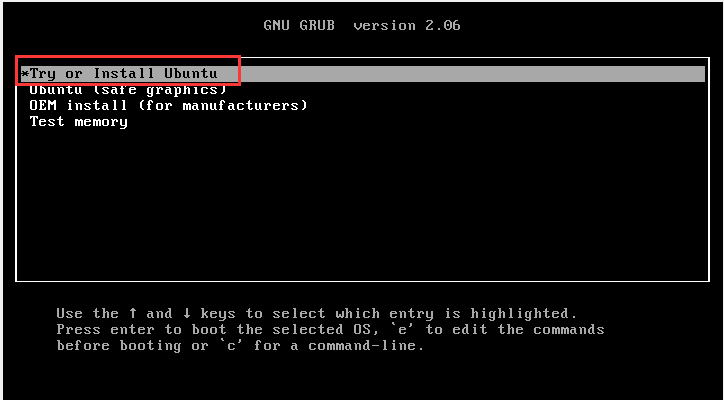 GNU GRUB  version 2.06
*Try or Install Ubuntu
Ubuntu (safe graphics)
OEM install (for manufacturers)
Test memory
Use the ↑ and ↓ keys to select which entry is highlighted.
Press enter to boot the selected OS, `e' to edit the commands
before booting or `c' for a command-line.